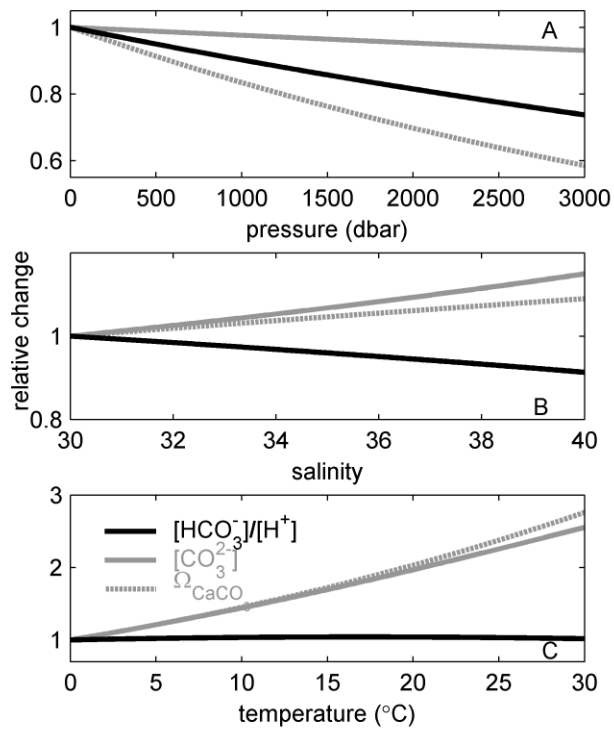 1
0.8
0.6
A
0 500 1000 1500 2000 2500 3000
pressure (dbar)
relative change
1
0.8
B
30 32 34 36 38 40
salinity
3
2
1
[HCO₃⁻]/[H⁺]
[CO₃²⁻]
Ω_CaCO₃
C
0 5 10 15 20 25 30
temperature (°C)